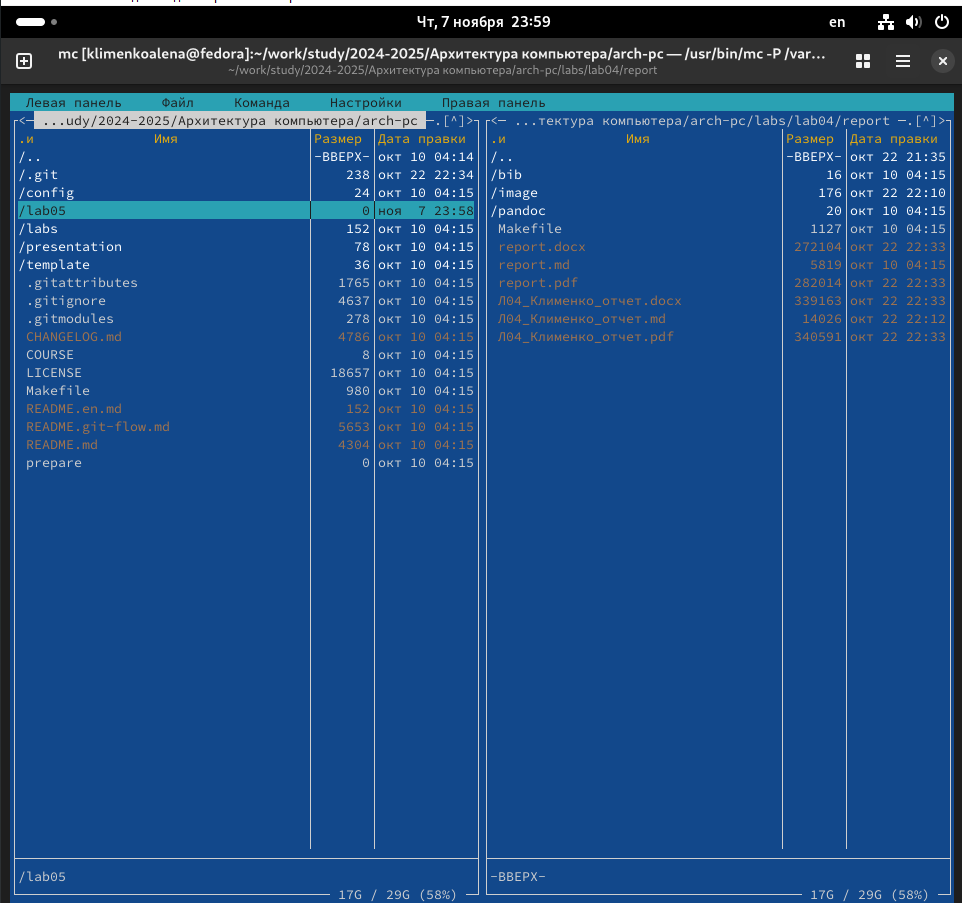 Чт, 7 ноября 23:59
en
mc [klimenkoalena@fedora]:~/work/study/2024-2025/Архитектура компьютера/arch-pc — /usr/bin/mc -P /var…
~/work/study/2024-2025/Архитектура компьютера/arch-pc/labs/lab04/report
Левая панель Файл Команда Настройки Правая панель
<─ ...udy/2024-2025/Архитектура компьютера/arch-pc ─.[^]>
.и Имя Размер Дата правки
/.. -ВВЕРХ- окт 10 04:14
/.git 238 окт 22 22:34
/config 24 окт 10 04:15
/lab05 0 ноя 7 23:58
/labs 152 окт 10 04:15
/presentation 78 окт 10 04:15
/template 36 окт 10 04:15
.gitattributes 1765 окт 10 04:15
.gitignore 4637 окт 10 04:15
.gitmodules 278 окт 10 04:15
CHANGELOG.md 4786 окт 10 04:15
COURSE 8 окт 10 04:15
LICENSE 18657 окт 10 04:15
Makefile 980 окт 10 04:15
README.en.md 152 окт 10 04:15
README.git-flow.md 5653 окт 10 04:15
README.md 4304 окт 10 04:15
prepare 0 окт 10 04:15
/lab05
17G / 29G (58%)
<─ ...тектура компьютера/arch-pc/labs/lab04/report ─.[^]>
.и Имя Размер Дата правки
/.. -ВВЕРХ- окт 22 21:35
/bib 16 окт 10 04:15
/image 176 окт 22 22:10
/pandoc 20 окт 10 04:15
Makefile 1127 окт 10 04:15
report.docx 272104 окт 22 22:33
report.md 5819 окт 10 04:15
report.pdf 282014 окт 22 22:33
Л04_Клименко_отчет.docx 339163 окт 22 22:33
Л04_Клименко_отчет.md 14026 окт 22 22:12
Л04_Клименко_отчет.pdf 340591 окт 22 22:33
-ВВЕРХ-
17G / 29G (58%)